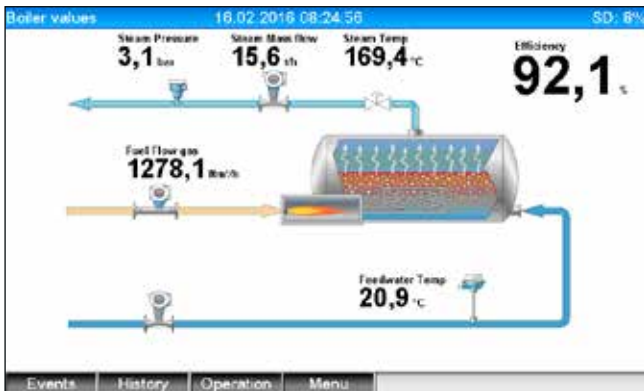 Boiler values 16.02.2016 08:24:56 SD: 8%
Steam Pressure Steam Mass flow Steam Temp Efficiency
3,1 bar 15,6 t/h 169,4 °C 92,1 %
Fuel Flow gas
1278,1
Feedwater Temp
20,9 °C
Events History Operation Menu